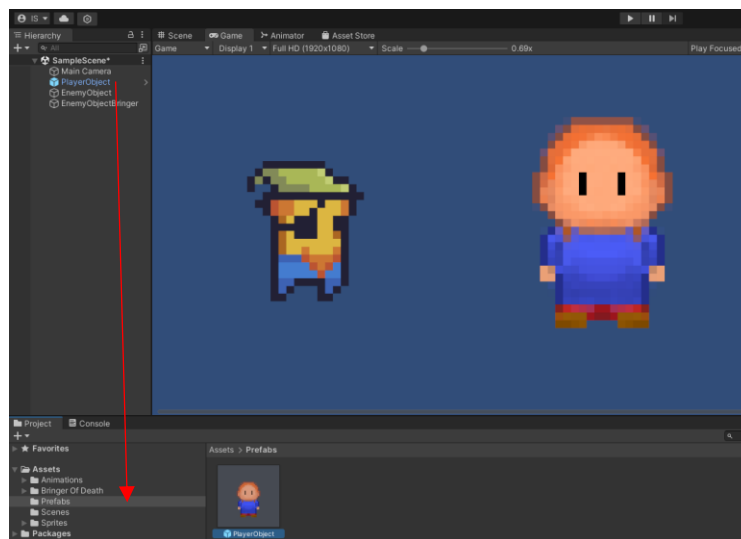 IS
Hierarchy
All
Scene Game Animator Asset Store
Game Display 1 Full HD (1920x1080) Scale 0.69x Play Focused
SampleScene*
Main Camera
PlayerObject
EnemyObject
EnemyObjectBringer
Project Console
Favorites
Assets > Prefabs
Assets
Animations
Bringer Of Death
Prefabs
Scenes
Sprites
Packages
PlayerObject